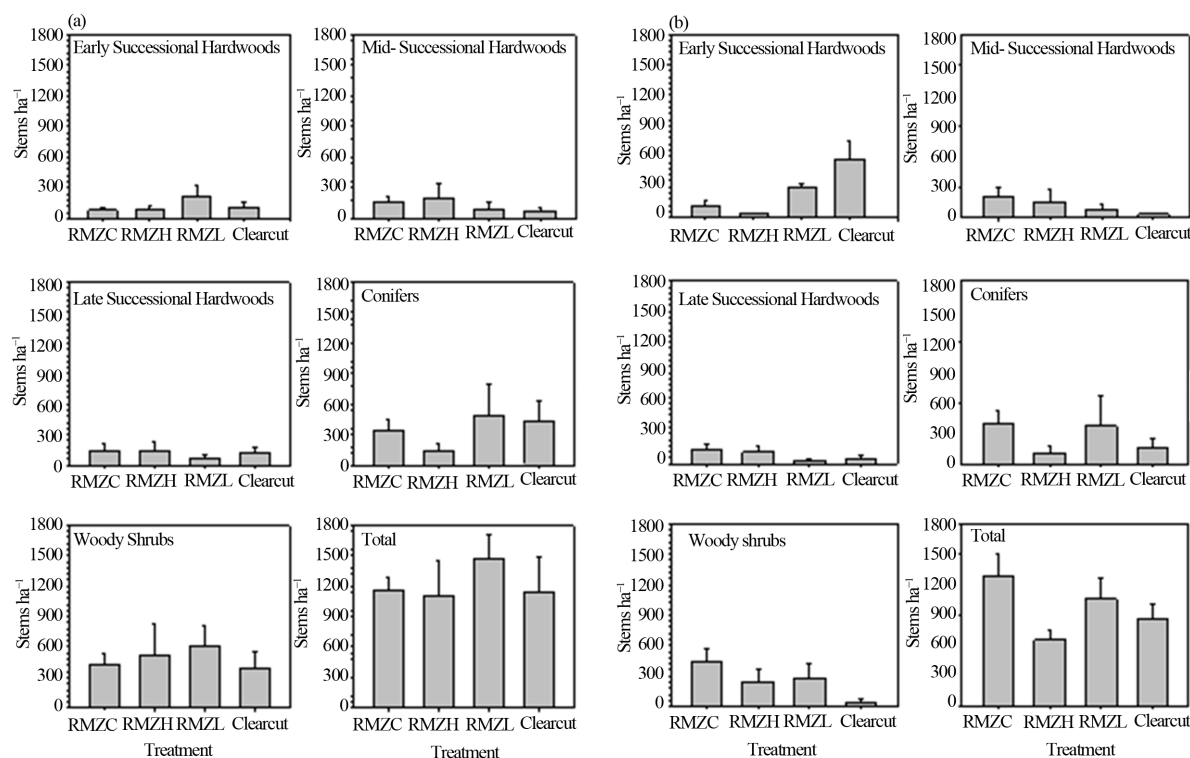 (a)
Early Successional Hardwoods
Stems ha⁻¹
1800
1500
1200
900
600
300
0
RMZC RMZH RMZL Clearcut
Mid- Successional Hardwoods
1800
1500
1200
900
600
300
0
RMZC RMZH RMZL Clearcut
Late Successional Hardwoods
Stems ha⁻¹
1800
1500
1200
900
600
300
0
RMZC RMZH RMZL Clearcut
Conifers
Stems ha⁻¹
1800
1500
1200
900
600
300
0
RMZC RMZH RMZL Clearcut
Woody Shrubs
Stems ha⁻¹
1800
1500
1200
900
600
300
0
RMZC RMZH RMZL Clearcut
Treatment
Total
Stems ha⁻¹
1800
1500
1200
900
600
300
0
RMZC RMZH RMZL Clearcut
Treatment
(b)
Early Successional Hardwoods
Stems ha⁻¹
1800
1500
1200
900
600
300
0
RMZC RMZH RMZL Clearcut
Mid- Successional Hardwoods
Stems ha⁻¹
1800
1500
1200
900
600
300
0
RMZC RMZH RMZL Clearcut
Late Successional Hardwoods
Stems ha⁻¹
1800
1500
1200
900
600
300
0
RMZC RMZH RMZL Clearcut
Conifers
Stems ha⁻¹
1800
1500
1200
900
600
300
0
RMZC RMZH RMZL Clearcut
Woody shrubs
Stems ha⁻¹
1800
1500
1200
900
600
300
0
RMZC RMZH RMZL Clearcut
Treatment
Total
Stems ha⁻¹
1800
1500
1200
900
600
300
0
RMZC RMZH RMZL Clearcut
Treatment